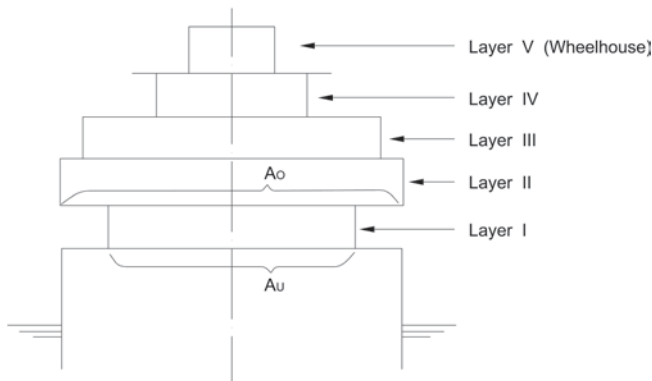 Layer V (Wheelhouse)
Layer IV
Layer III
AO
Layer II
Layer I
AU